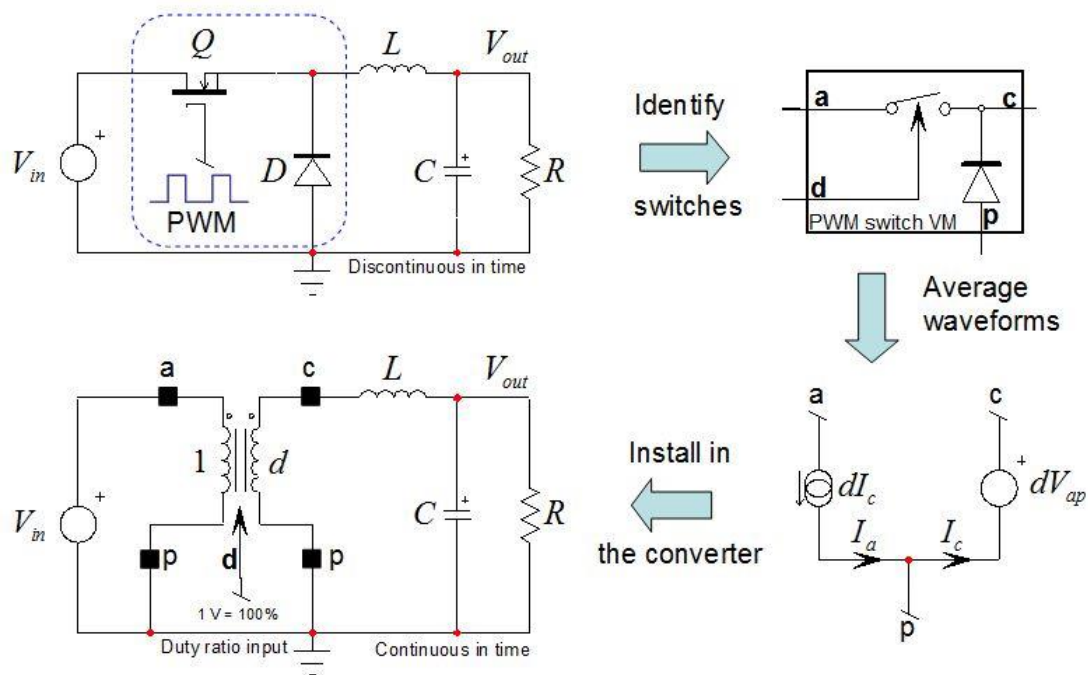 Q
L
V_out
V_in
+
D
PWM
C
+
R
Discontinuous in time
Identify
switches
a
c
d
p
PWM switch VM
Average
waveforms
a
c
dI_c
+
dV_ap
I_a
I_c
p
Install in
the converter
a
c
L
V_out
1
d
V_in
+
C
+
R
p
d
p
1 V = 100%
Duty ratio input
Continuous in time